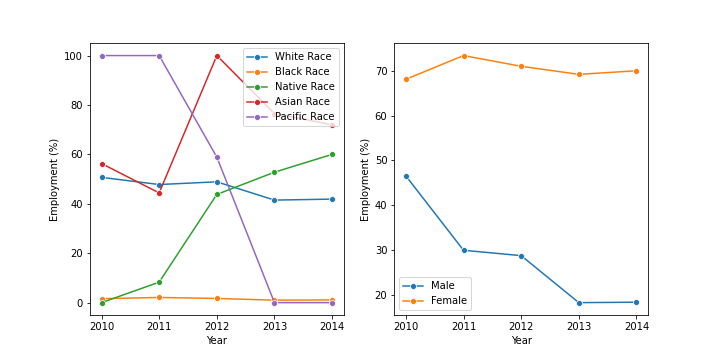 100
80
60
40
20
0
Employment (%)
White Race
Black Race
Native Race
Asian Race
Pacific Race
2010 2011 2012 2013 2014
Year
70
60
50
40
30
20
Employment (%)
Male
Female
2010 2011 2012 2013 2014
Year